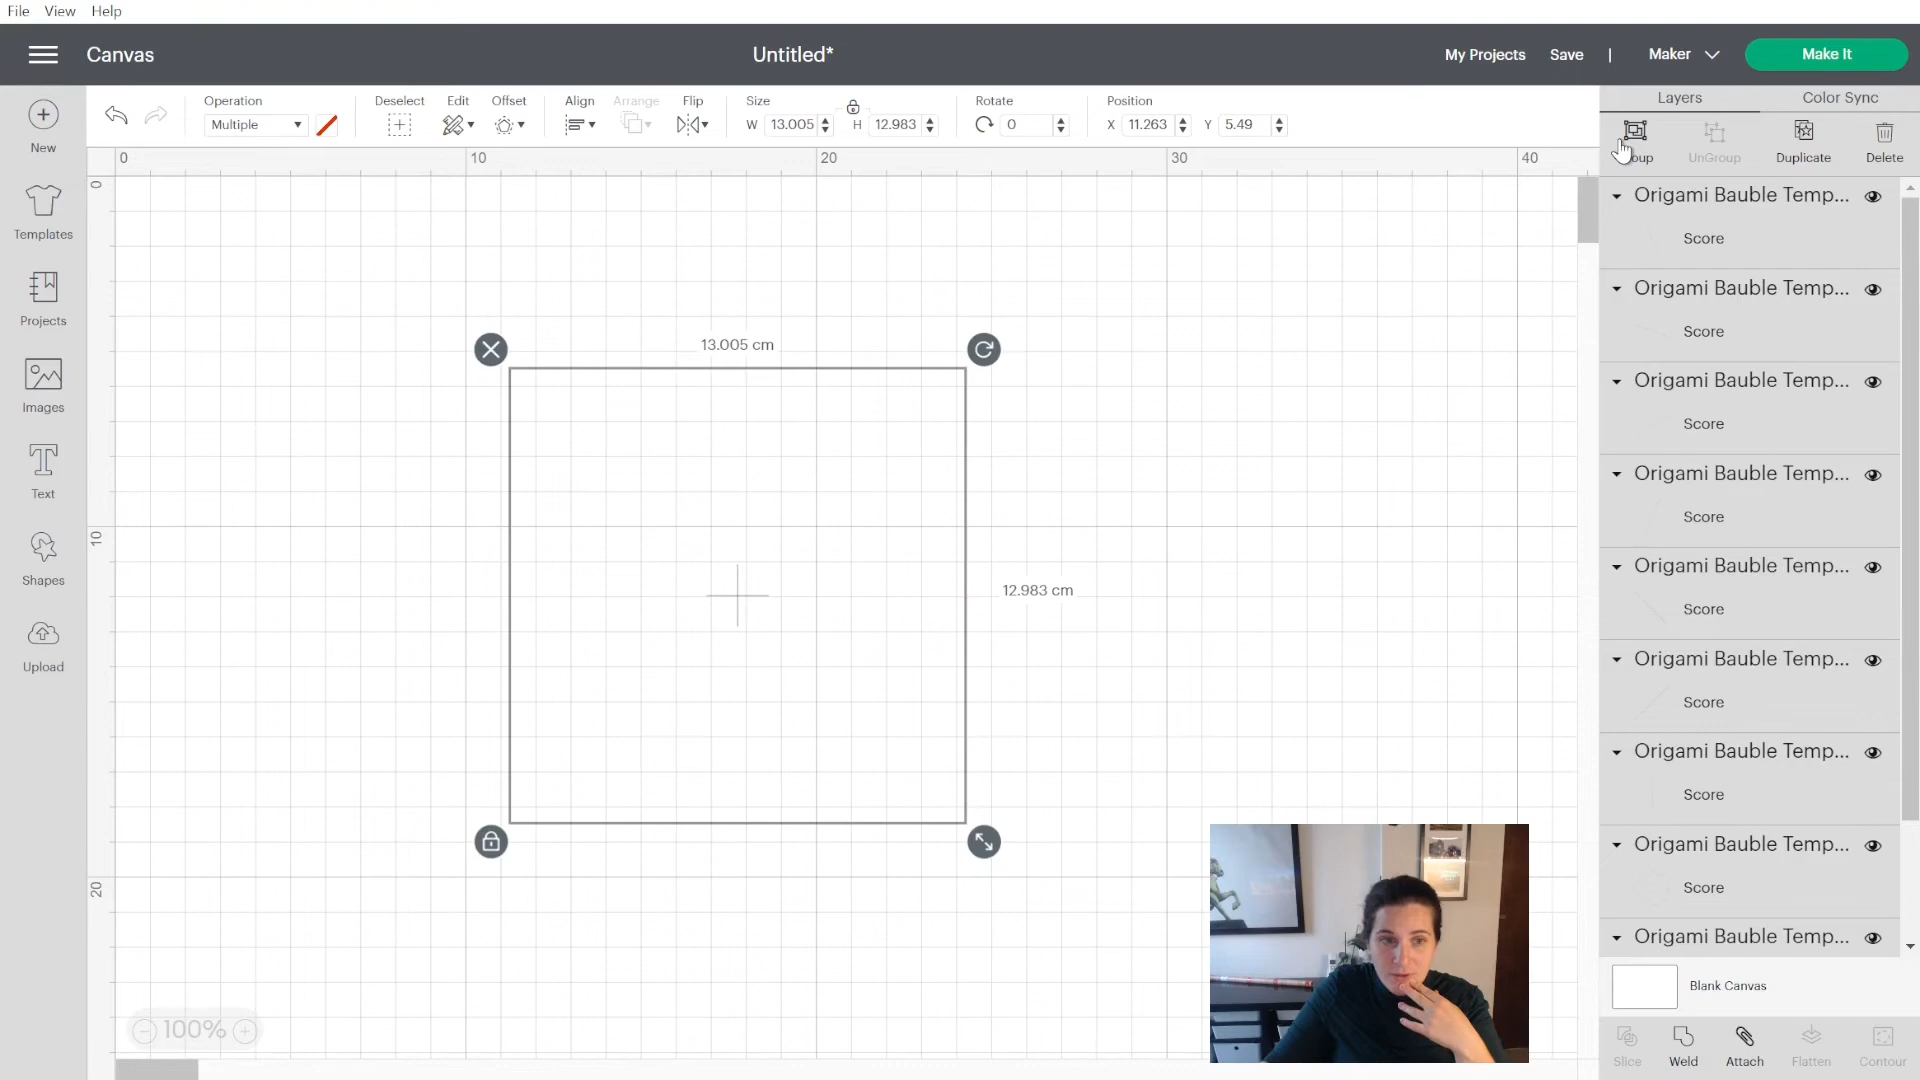 File View Help
Canvas
Untitled*
My Projects
Save
|
Maker
Make It
New
Templates
Projects
Images
Text
Shapes
Upload
Operation
Multiple
Deselect
Edit
Offset
Align
Arrange
Flip
Size
W 13.005
H 12.983
Rotate
0
Position
X 11.263
Y 5.49
0 10 20 30 40
0
10
20
13.005 cm
12.983 cm
100%
Layers
Color Sync
UnGroup
Duplicate
Delete
Origami Bauble Temp...
Score
Origami Bauble Temp...
Score
Origami Bauble Temp...
Score
Origami Bauble Temp...
Score
Origami Bauble Temp...
Score
Origami Bauble Temp...
Score
Origami Bauble Temp...
Score
Origami Bauble Temp...
Score
Origami Bauble Temp...
Blank Canvas
Slice
Weld
Attach
Flatten
Contour